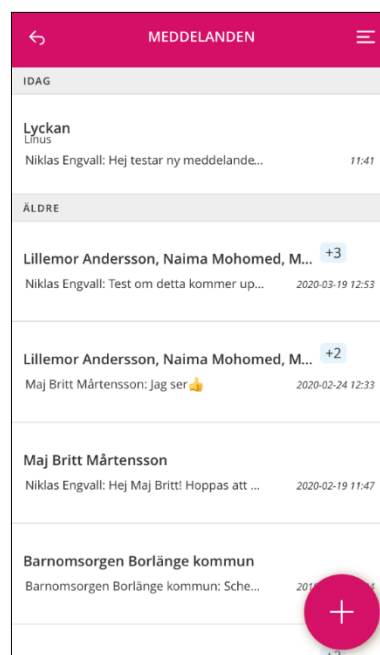 MEDDELANDEN
IDAG
Lyckan
Linus
Niklas Engvall: Hej testar ny meddelande... 11:41
ÄLDRE
Lillemor Andersson, Naima Mohomed, M... +3
Niklas Engvall: Test om detta kommer up... 2020-03-19 12:53
Lillemor Andersson, Naima Mohomed, M... +2
Maj Britt Mårtensson: Jag ser👍 2020-02-24 12:33
Maj Britt Mårtensson
Niklas Engvall: Hej Maj Britt! Hoppas att ... 2020-02-19 11:47
Barnomsorgen Borlänge kommun
Barnomsorgen Borlänge kommun: Sche...